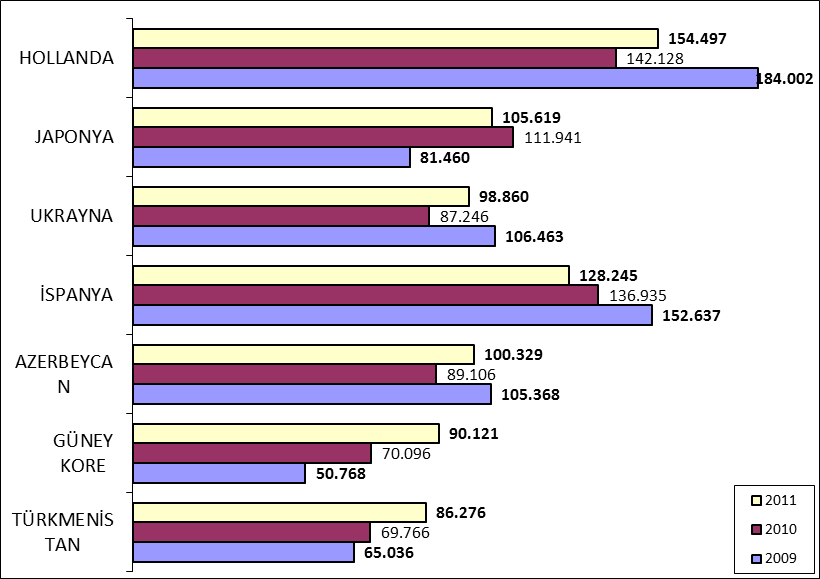 HOLLANDA
154.497
142.128
184.002
JAPONYA
105.619
111.941
81.460
UKRAYNA
98.860
87.246
106.463
İSPANYA
128.245
136.935
152.637
AZERBEYCA
N
100.329
89.106
105.368
GÜNEY
KORE
90.121
70.096
50.768
TÜRKMENİS
TAN
86.276
69.766
65.036
2011
2010
2009